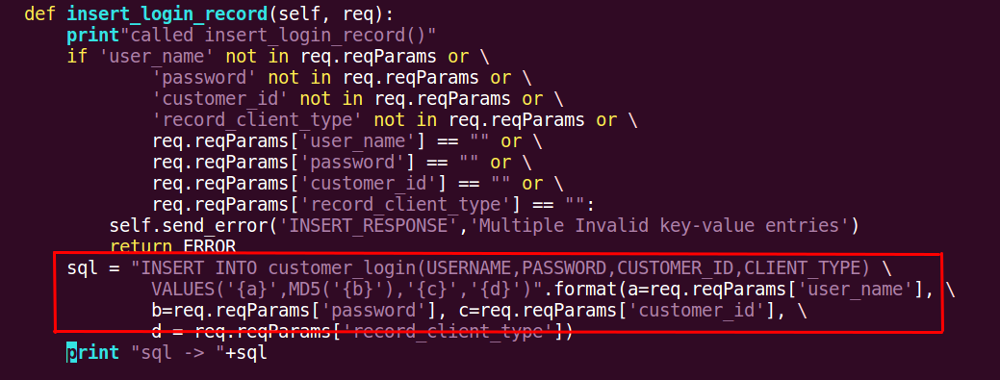 def insert_login_record(self, req):
    print"called insert_login_record()"
    if 'user_name' not in req.reqParams or \
            'password' not in req.reqParams or \
            'customer_id' not in req.reqParams or \
            'record_client_type' not in req.reqParams or \
            req.reqParams['user_name'] == "" or \
            req.reqParams['password'] == "" or \
            req.reqParams['customer_id'] == "" or \
            req.reqParams['record_client_type'] == "":
        self.send_error('INSERT_RESPONSE','Multiple Invalid key-value entries')
        return ERROR
    sql = "INSERT INTO customer_login(USERNAME,PASSWORD,CUSTOMER_ID,CLIENT_TYPE) \
            VALUES('{a}',MD5('{b}'),'{c}','{d}')".format(a=req.reqParams['user_name'], \
            b=req.reqParams['password'], c=req.reqParams['customer_id'], \
            d = req.reqParams['record_client_type'])
    print "sql -> "+sql